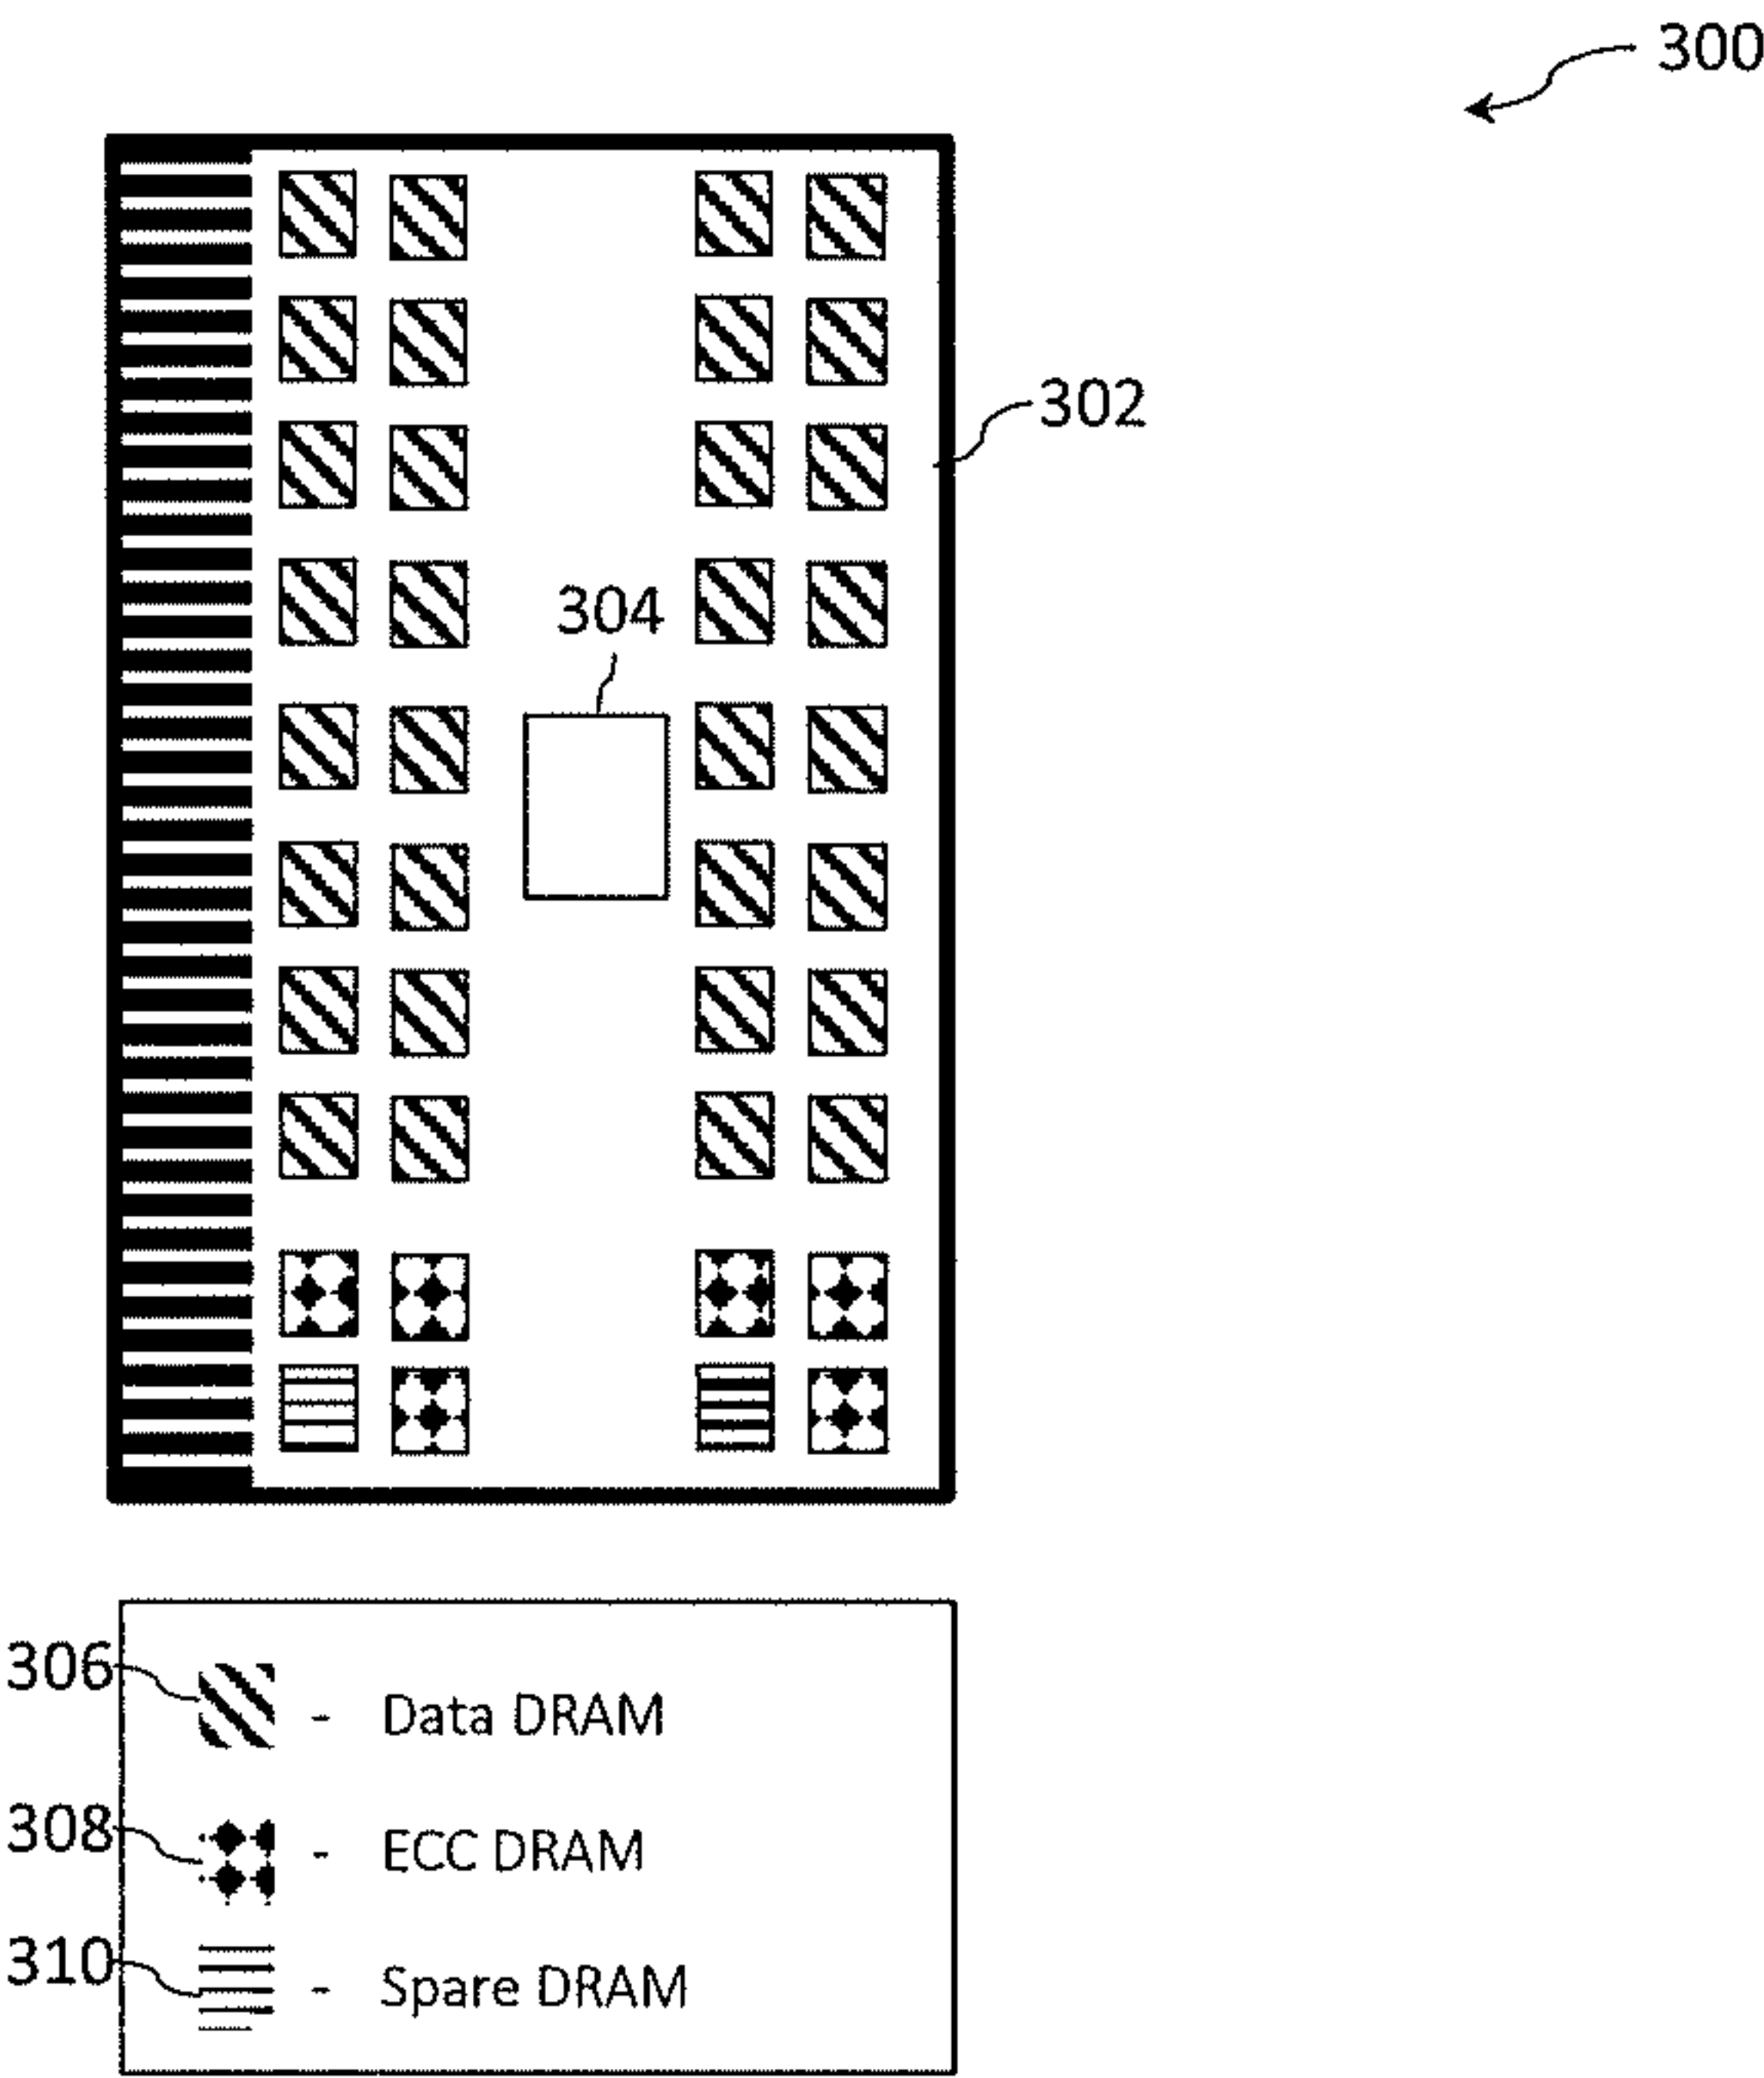 300
302
304
306 - Data DRAM
308 - ECC DRAM
310 - Spare DRAM